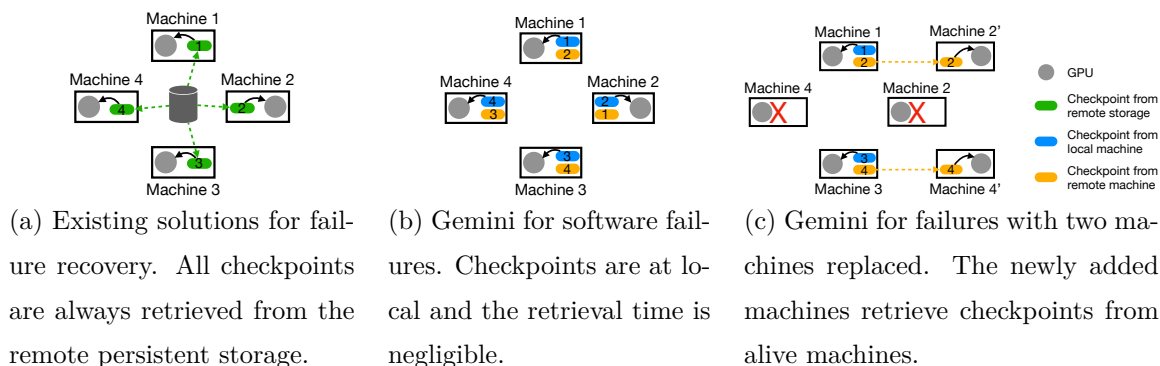 Machine 1
1
Machine 4
4
Machine 2
2
3
Machine 3
(a) Existing solutions for fail-
ure recovery. All checkpoints
are always retrieved from the
remote persistent storage.
Machine 1
1
2
Machine 4
4
3
Machine 2
2
1
3
4
Machine 3
(b) Gemini for software fail-
ures. Checkpoints are at lo-
cal and the retrieval time is
negligible.
Machine 1
1
2
Machine 2'
2
Machine 4
X
Machine 2
X
3
4
Machine 3
4
Machine 4'
GPU
Checkpoint from
remote storage
Checkpoint from
local machine
Checkpoint from
remote machine
(c) Gemini for failures with two ma-
chines replaced. The newly added
machines retrieve checkpoints from
alive machines.